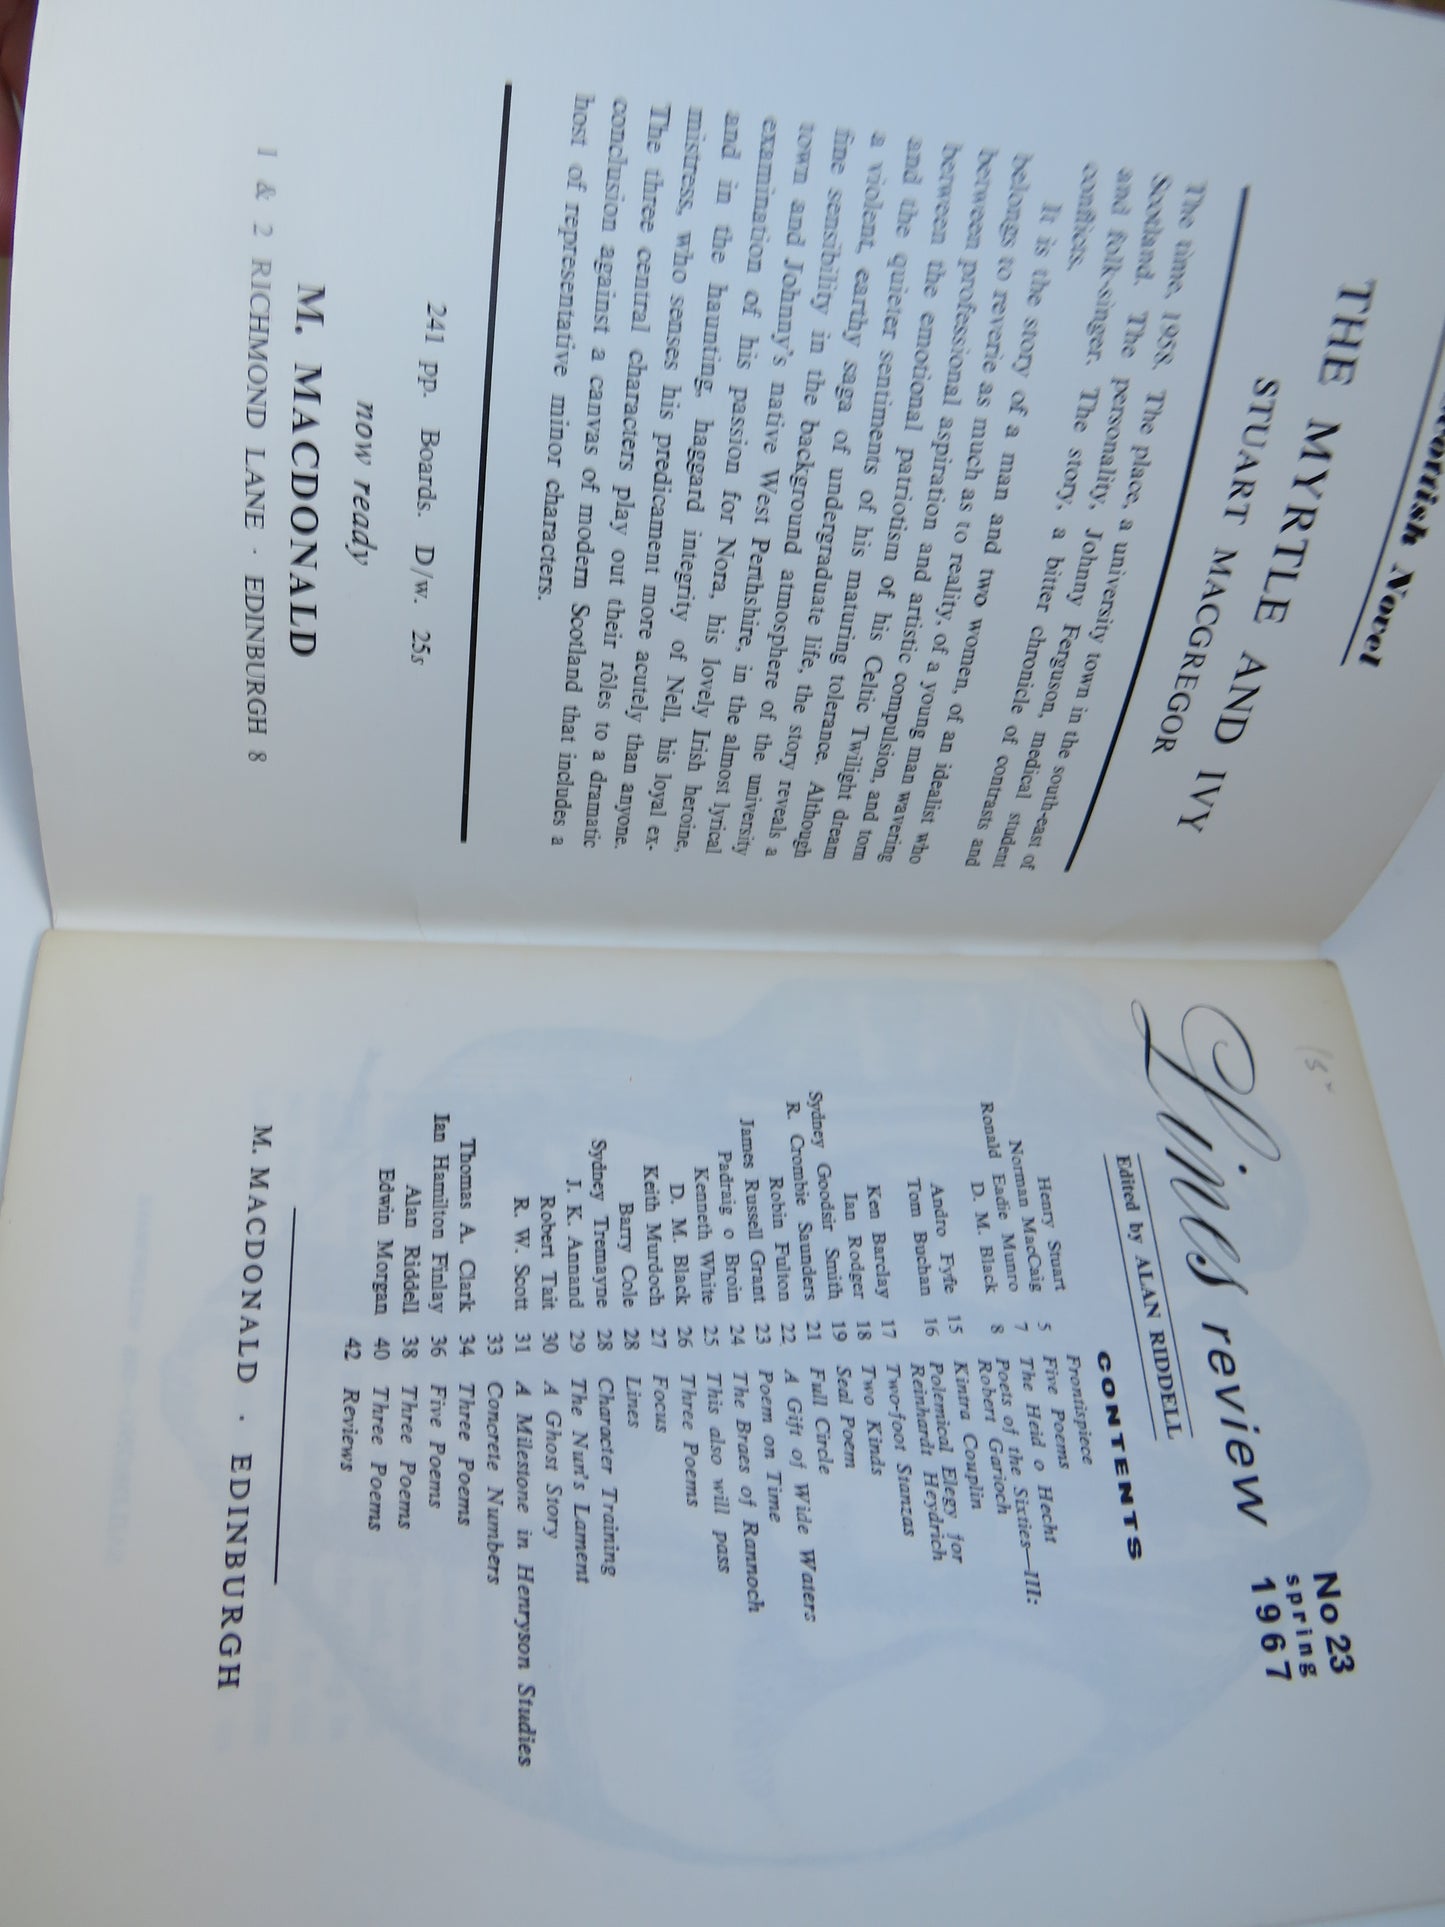 Scottish Novel
THE MYRTLE AND IVY
STUART MACGREGOR
The time, 1958. The place, a university town in the south-east of
Scotland. The personality, Johnny Ferguson, medical student
and folk-singer. The story, a bitter chronicle of contrasts and
conflicts.
It is the story of a man and two women, of an idealist who
belongs to reverie as much as to reality, of a young man wavering
between professional aspiration and artistic compulsion, and torn
between the emotional patriotism of his Celtic Twilight dream
and the quieter sentiments of his maturing tolerance. Although
a violent, earthy saga of undergraduate life, the story reveals a
fine sensibility in the background atmosphere of the university
town and Johnny's native West Perthshire, in the almost lyrical
examination of his passion for Nora, his lovely Irish heroine,
and in the haunting, haggard integrity of Nell, his loyal ex-
mistress, who senses his predicament more acutely than anyone.
The three central characters play out their rôles to a dramatic
conclusion against a canvas of modern Scotland that includes a
host of representative minor characters.
241 pp. Boards. D/w. 25s
now ready
M. MACDONALD
1 & 2 RICHMOND LANE · EDINBURGH 8
Lines review
No 23
spring
1967
Edited by ALAN RIDDELL
CONTENTS
Henry Stuart Frontispiece
Norman MacCaig 5 Five Poems
Ronald Eadie Munro 7 The Heid o Hecht
D. M. Black 8 Poets of the Sixties—III:
Robert Garioch
Andro Fyfe 15 Kintra Couplin
Tom Buchan 16 Polemical Elegy for
Reinhardt Heydrich
Ken Barclay 17 Two-foot Stanzas
Ian Rodger 18 Two Kinds
Sydney Goodsir Smith 19 Seal Poem
R. Crombie Saunders 21 Full Circle
Robin Fulton 22 A Gift of Wide Waters
James Russell Grant 23 Poem on Time
Padraig o Broin 24 The Braes of Rannoch
Kenneth White 25 This also will pass
D. M. Black 26 Three Poems
Keith Murdoch 27 Focus
Barry Cole 28 Lines
Sydney Tremayne 28 Character Training
J. K. Annand 29 The Nun's Lament
Robert Tait 30 A Ghost Story
R. W. Scott 31 A Milestone in Henryson Studies
33 Concrete Numbers
Thomas A. Clark 34 Three Poems
Ian Hamilton Finlay 36 Five Poems
Alan Riddell 38 Three Poems
Edwin Morgan 40 Three Poems
42 Reviews
M. MACDONALD · EDINBURGH